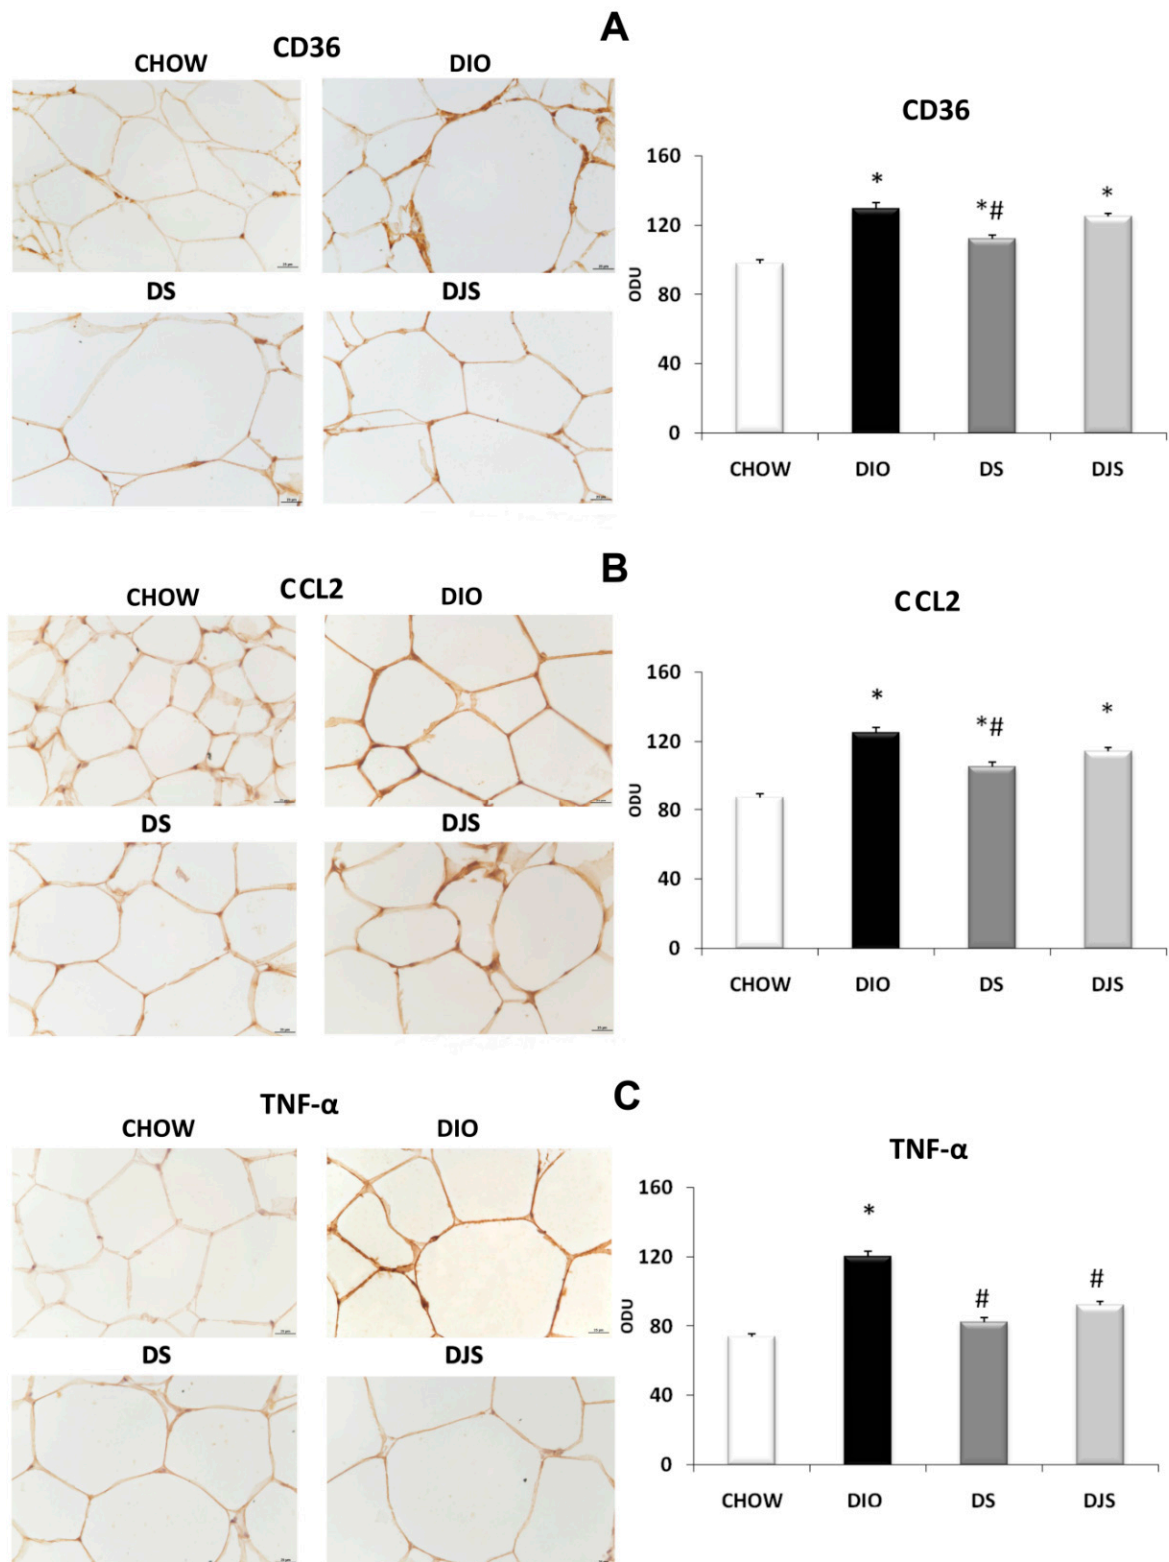 A
CD36
CHOW
DIO
DS
DJS
CD36
160
120
80
40
0
ODU
*
*#
*
CHOW
DIO
DS
DJS
B
CCL2
CHOW
DIO
DS
DJS
CCL2
160
120
80
40
0
ODU
*
*#
*
CHOW
DIO
DS
DJS
C
TNF-α
CHOW
DIO
DS
DJS
TNF-α
160
120
80
40
0
ODU
*
#
#
CHOW
DIO
DS
DJS